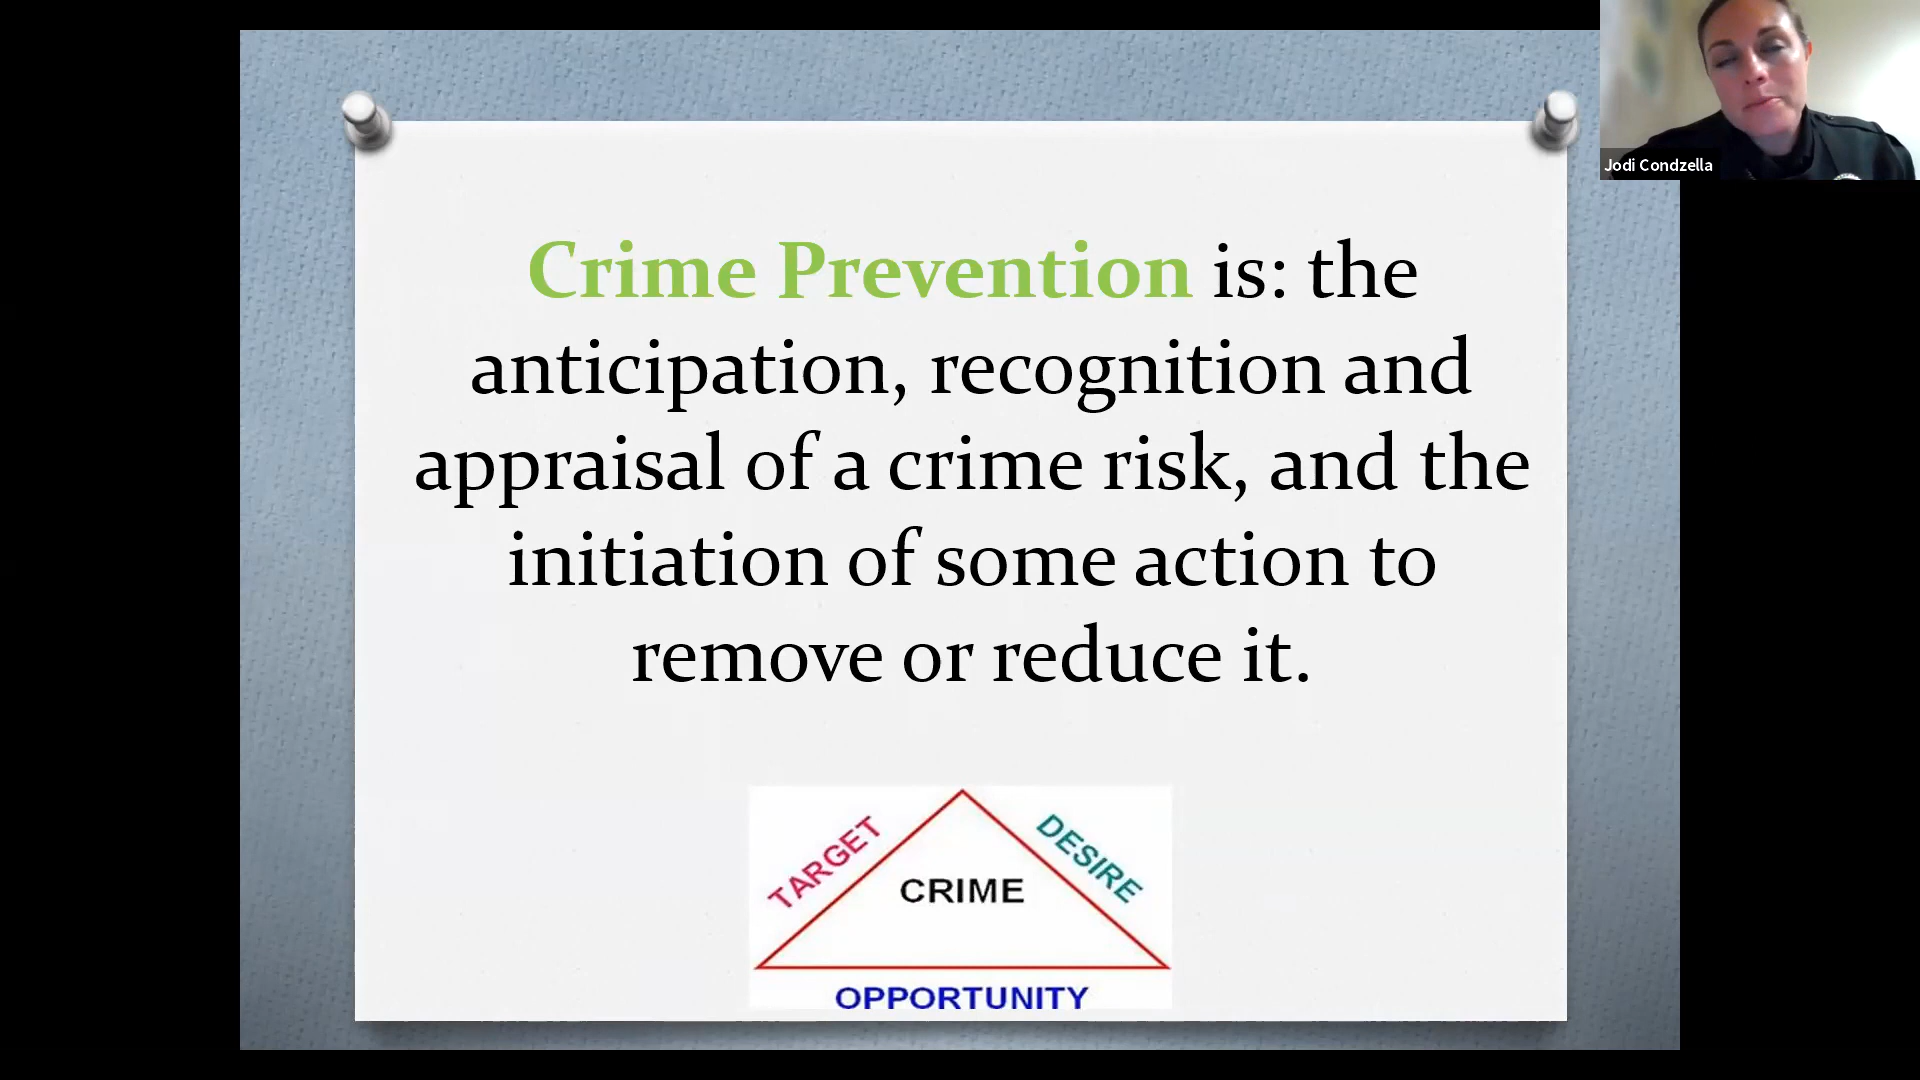 Crime Prevention is: the
anticipation, recognition and
appraisal of a crime risk, and the
initiation of some action to
remove or reduce it.
TARGET
DESIRE
CRIME
OPPORTUNITY
Jodi Condzella